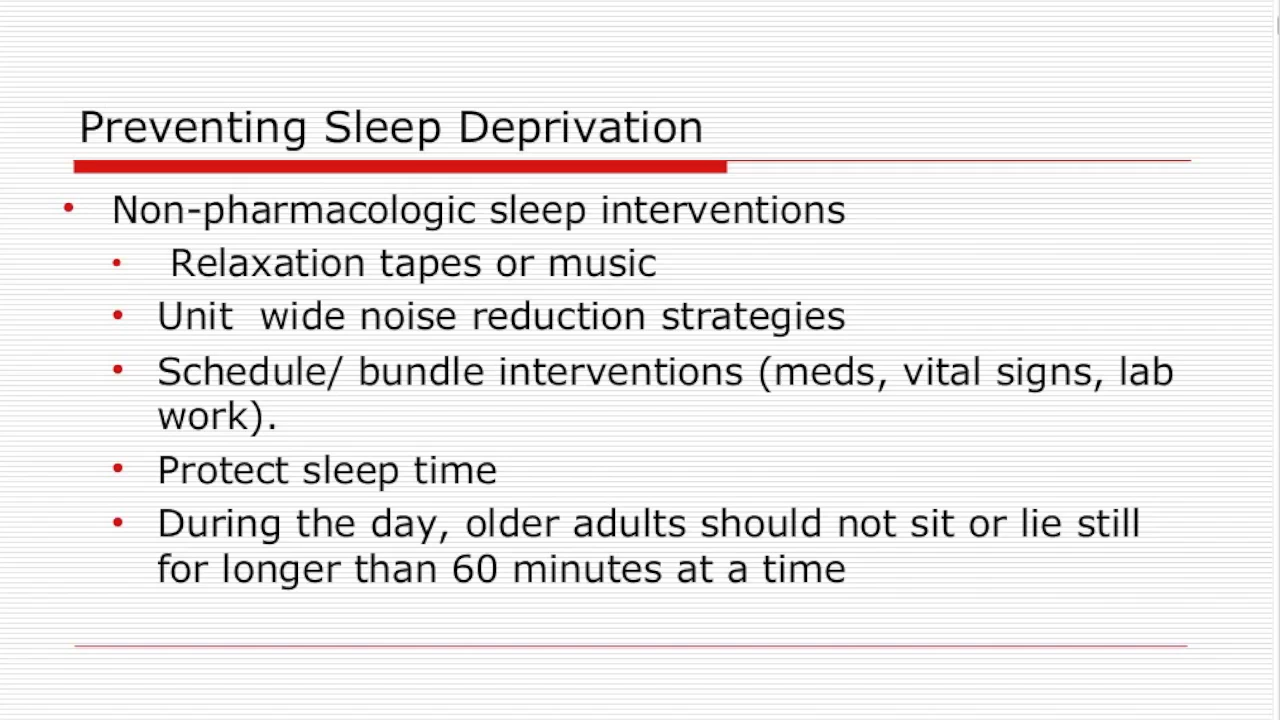 Preventing Sleep Deprivation
• Non-pharmacologic sleep interventions
• Relaxation tapes or music
• Unit  wide noise reduction strategies
• Schedule/ bundle interventions (meds, vital signs, lab
work).
• Protect sleep time
• During the day, older adults should not sit or lie still
for longer than 60 minutes at a time